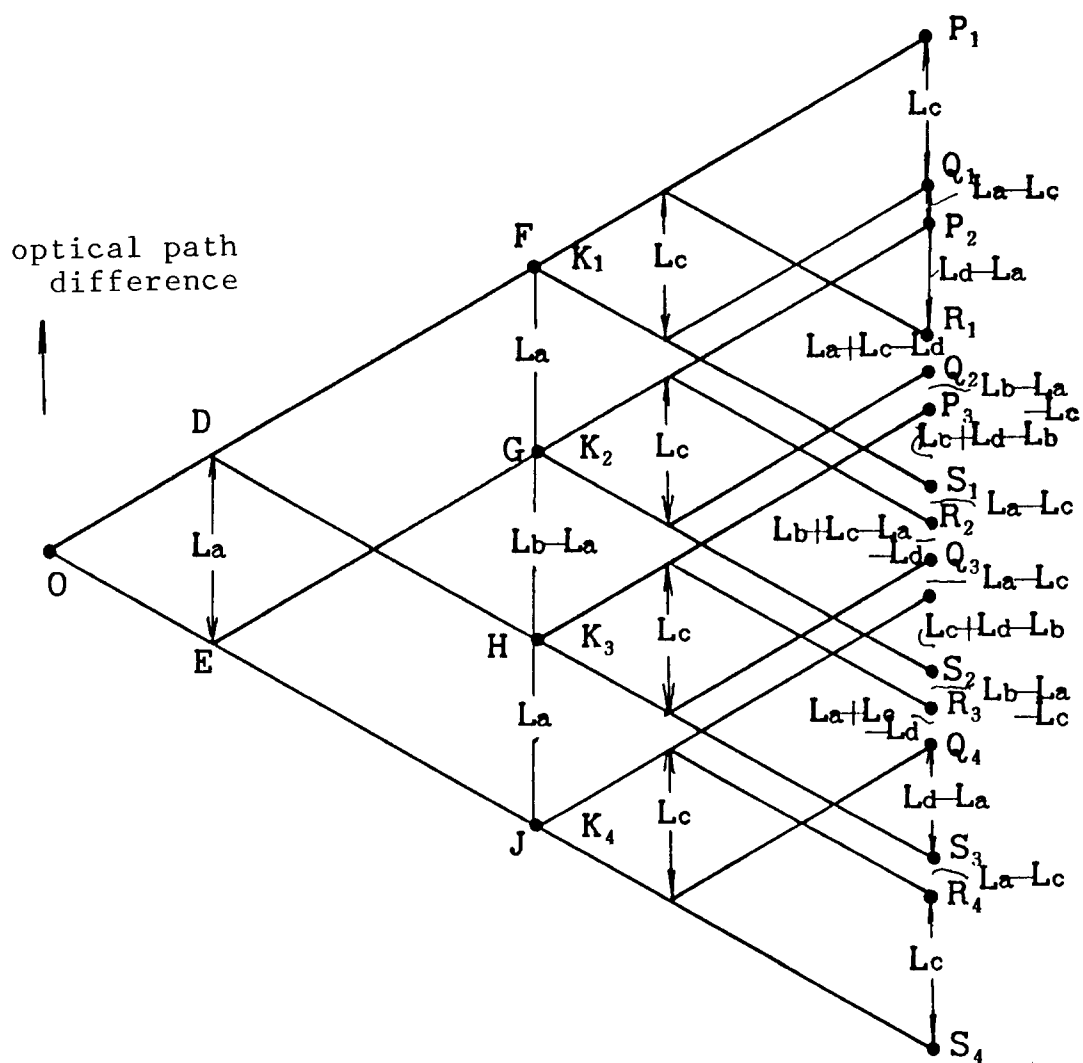 P₁
Lc
Q₁
La-Lc
P₂
F
K₁
Lc
optical path
difference
Ld-La
R₁
La
La+Lc-Ld
Q₂
Lb-La
-Lc
P₃
D
Lc+Ld-Lb
G
K₂
Lc
S₁
La-Lc
R₂
La
Lb-La
Lb+Lc-La
-Ld
Q₃
La-Lc
O
Lc+Ld-Lb
E
H
K₃
Lc
S₂
Lb-La
-Lc
R₃
La
La+Lc
-Ld
Q₄
Ld-La
J
K₄
Lc
S₃
La-Lc
R₄
Lc
S₄